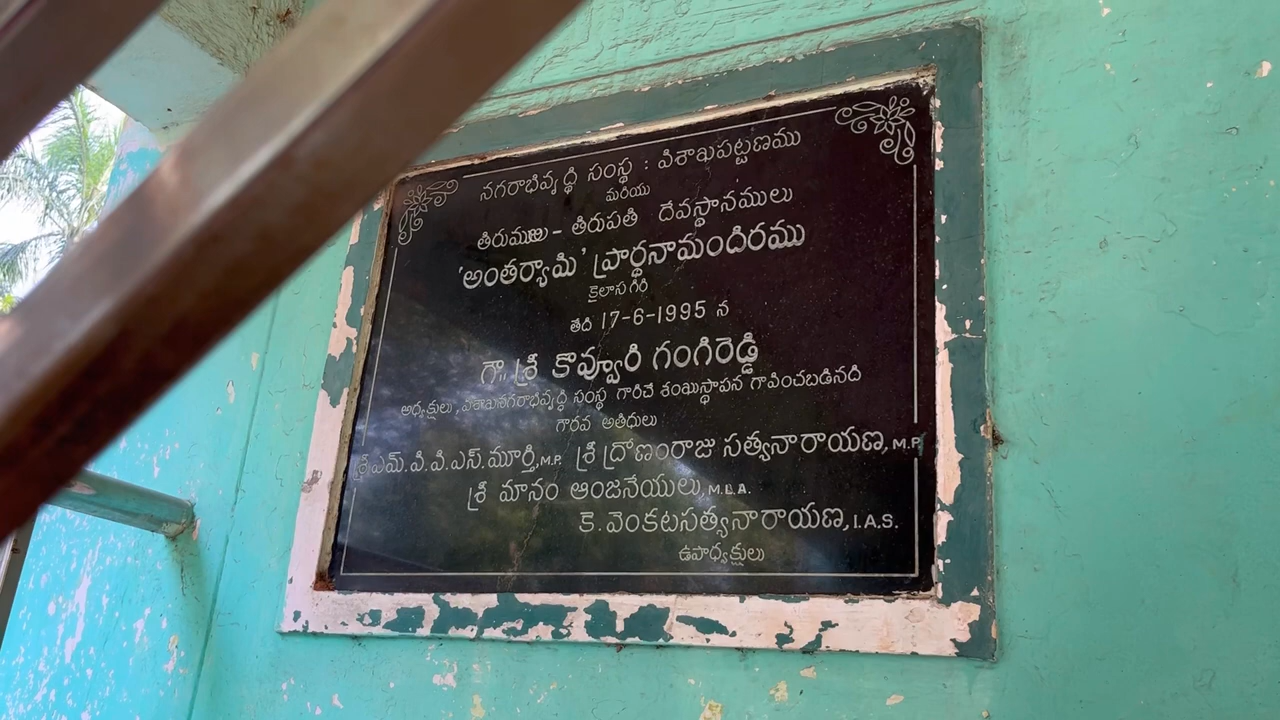 నగరాభివృద్ధి సంస్థ : విశాఖపట్టణము
మరియు
తిరుమల - తిరుపతి దేవస్థానములు
'అంతర్యామి' ప్రార్థనామందిరము
కైలాసగిరి
తేది 17-6-1995 న
గౌ॥ శ్రీ కొవ్వూరి గంగిరెడ్డి
అధ్యక్షులు, విశాఖనగరాభివృద్ధి సంస్థ గారిచే శంఖుస్థాపన గావించబడినది
గౌరవ అతిధులు
శ్రీ ఎమ్.వి.వి.ఎస్.మూర్తి, M.P. శ్రీ ద్రోణంరాజు సత్యనారాయణ, M.P.
శ్రీ మానం ఆంజనేయులు, M.L.A.
కె.వెంకటసత్యనారాయణ, I.A.S.
ఉపాధ్యక్షులు